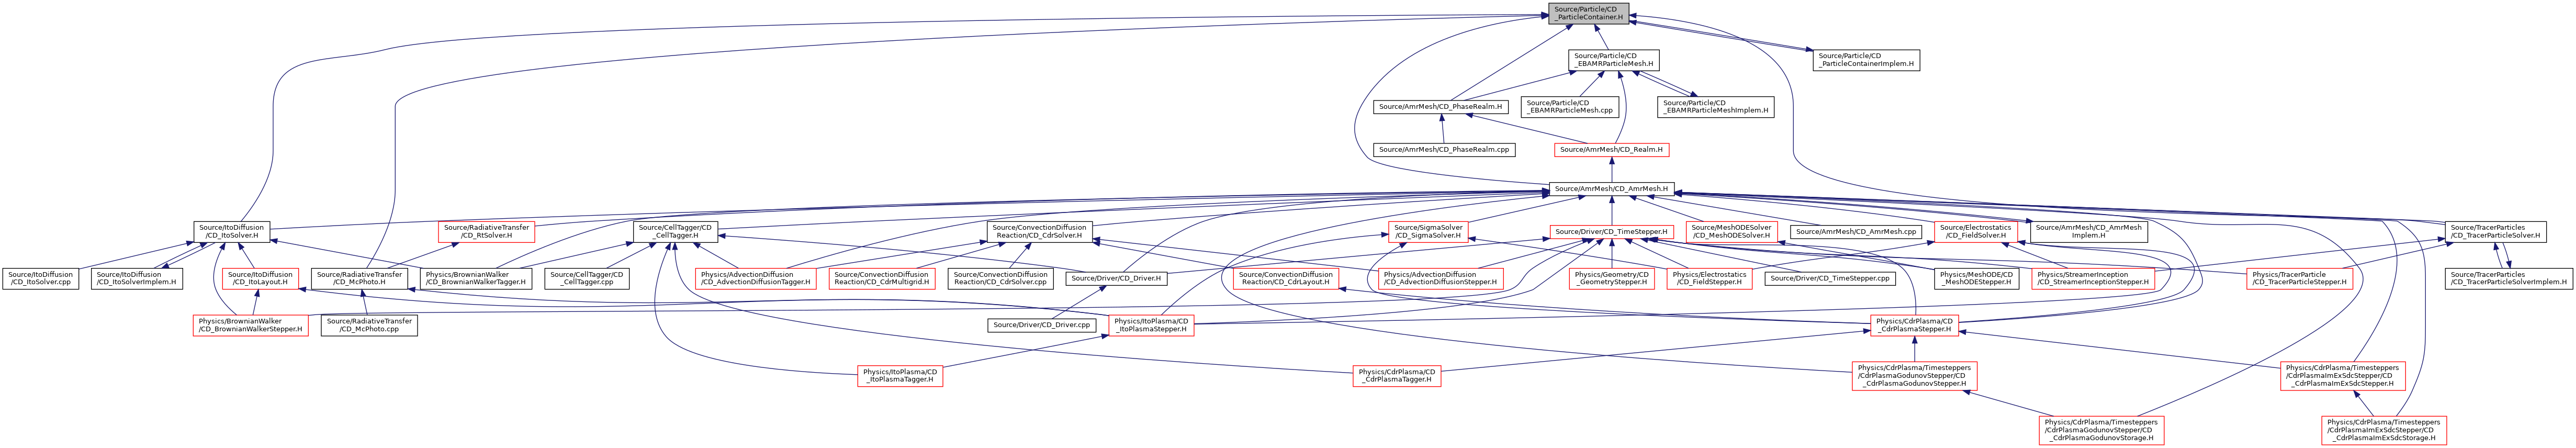 Source/Particle/CD
_ParticleContainer.H
Source/Particle/CD
_EBAMRParticleMesh.H
Source/Particle/CD
_ParticleContainerImplem.H
Source/AmrMesh/CD_PhaseRealm.H
Source/Particle/CD
_EBAMRParticleMesh.cpp
Source/Particle/CD
_EBAMRParticleMeshImplem.H
Source/AmrMesh/CD_PhaseRealm.cpp
Source/AmrMesh/CD_Realm.H
Source/AmrMesh/CD_AmrMesh.H
Source/ItoDiffusion
/CD_ItoSolver.H
Source/RadiativeTransfer
/CD_RtSolver.H
Source/CellTagger/CD
_CellTagger.H
Source/ConvectionDiffusion
Reaction/CD_CdrSolver.H
Source/SigmaSolver
/CD_SigmaSolver.H
Source/Driver/CD_TimeStepper.H
Source/MeshODESolver
/CD_MeshODESolver.H
Source/AmrMesh/CD_AmrMesh.cpp
Source/Electrostatics
/CD_FieldSolver.H
Source/AmrMesh/CD_AmrMesh
Implem.H
Source/TracerParticles
/CD_TracerParticleSolver.H
Source/ItoDiffusion
/CD_ItoSolver.cpp
Source/ItoDiffusion
/CD_ItoSolverImplem.H
Source/ItoDiffusion
/CD_ItoLayout.H
Source/RadiativeTransfer
/CD_McPhoto.H
Physics/BrownianWalker
/CD_BrownianWalkerTagger.H
Source/CellTagger/CD
_CellTagger.cpp
Physics/AdvectionDiffusion
/CD_AdvectionDiffusionTagger.H
Source/ConvectionDiffusion
Reaction/CD_CdrMultigrid.H
Source/ConvectionDiffusion
Reaction/CD_CdrSolver.cpp
Source/Driver/CD_Driver.H
Source/ConvectionDiffusion
Reaction/CD_CdrLayout.H
Physics/AdvectionDiffusion
/CD_AdvectionDiffusionStepper.H
Physics/Geometry/CD
_GeometryStepper.H
Physics/Electrostatics
/CD_FieldStepper.H
Source/Driver/CD_TimeStepper.cpp
Physics/MeshODE/CD
_MeshODEStepper.H
Physics/StreamerInception
/CD_StreamerInceptionStepper.H
Physics/TracerParticle
/CD_TracerParticleStepper.H
Source/TracerParticles
/CD_TracerParticleSolverImplem.H
Physics/BrownianWalker
/CD_BrownianWalkerStepper.H
Source/RadiativeTransfer
/CD_McPhoto.cpp
Source/Driver/CD_Driver.cpp
Physics/ItoPlasma/CD
_ItoPlasmaStepper.H
Physics/CdrPlasma/CD
_CdrPlasmaStepper.H
Physics/ItoPlasma/CD
_ItoPlasmaTagger.H
Physics/CdrPlasma/CD
_CdrPlasmaTagger.H
Physics/CdrPlasma/Timesteppers
/CdrPlasmaGodunovStepper/CD
_CdrPlasmaGodunovStepper.H
Physics/CdrPlasma/Timesteppers
/CdrPlasmaImExSdcStepper/CD
_CdrPlasmaImExSdcStepper.H
Physics/CdrPlasma/Timesteppers
/CdrPlasmaGodunovStepper/CD
_CdrPlasmaGodunovStorage.H
Physics/CdrPlasma/Timesteppers
/CdrPlasmaImExSdcStepper/CD
_CdrPlasmaImExSdcStorage.H